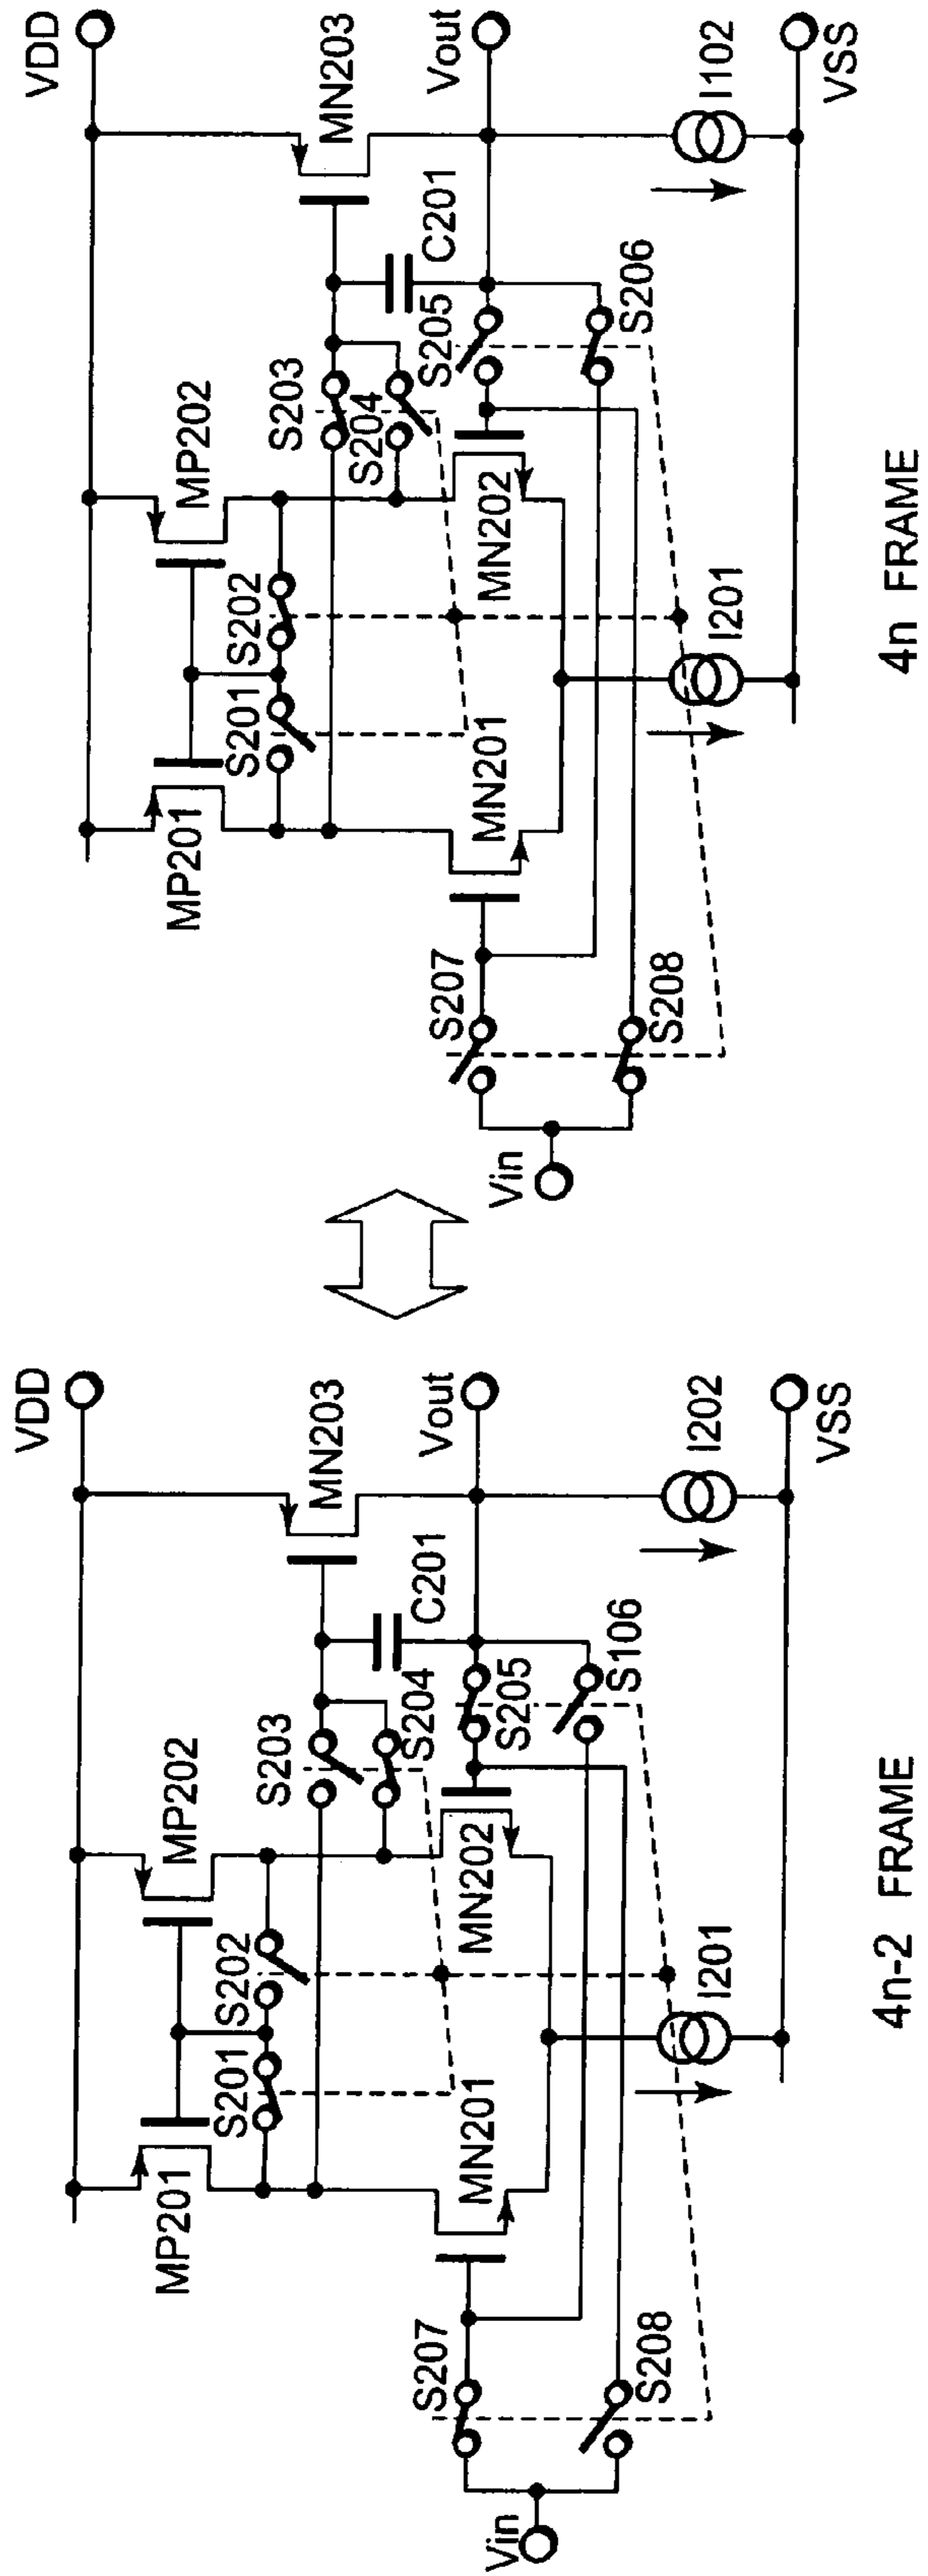 VDD
MP202
MN203
MP201
S201
S202
S203
S204
C201
Vout
S205
S106
MN201
MN202
S207
S208
Vin
I201
I202
VSS
4n-2 FRAME
VDD
MP202
MN203
MP201
S201
S202
S203
S204
C201
Vout
S205
S206
MN201
MN202
S207
S208
Vin
I201
I102
VSS
4n FRAME